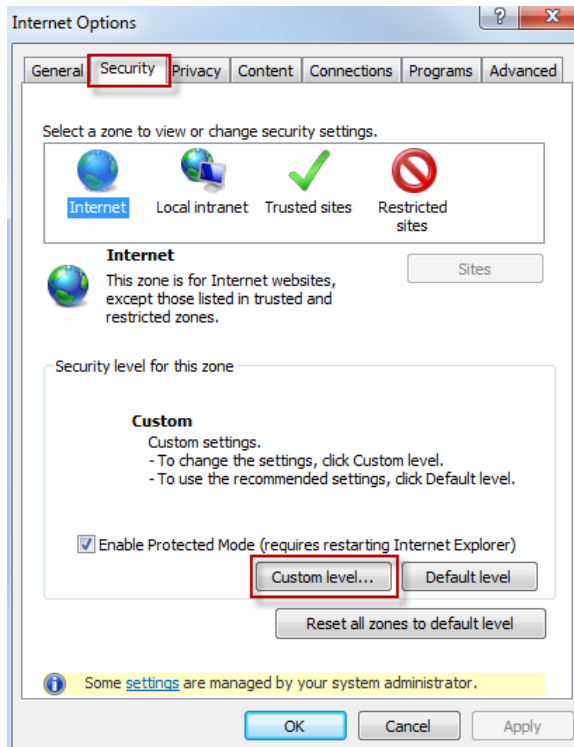 Internet Options
General Security Privacy Content Connections Programs Advanced
Select a zone to view or change security settings.
Internet Local intranet Trusted sites Restricted
sites
Internet
This zone is for Internet websites,
except those listed in trusted and
restricted zones.
Sites
Security level for this zone
Custom
Custom settings.
- To change the settings, click Custom level.
- To use the recommended settings, click Default level.
Enable Protected Mode (requires restarting Internet Explorer)
Custom level... Default level
Reset all zones to default level
Some settings are managed by your system administrator.
OK Cancel Apply